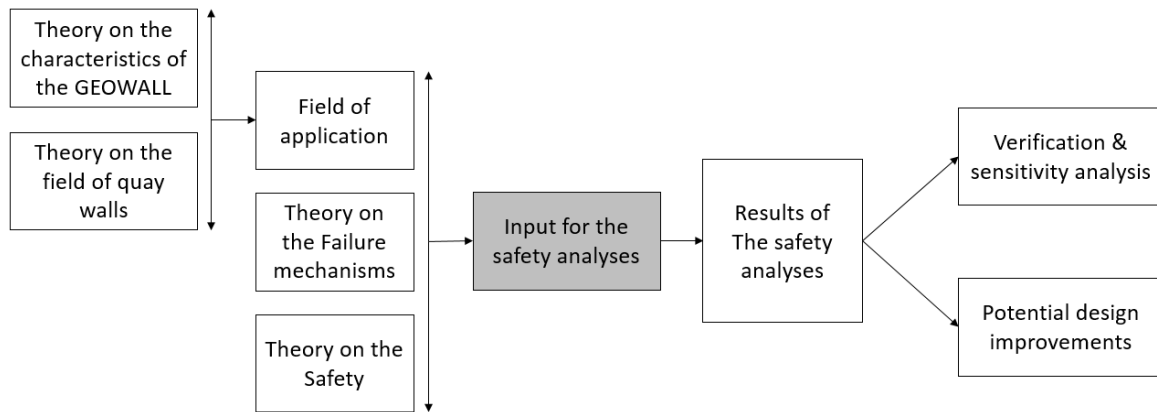 Theory on the
characteristics of
the GEOWALL
Theory on the
field of quay
walls
Field of
application
Theory on
the Failure
mechanisms
Theory on the
Safety
Input for the
safety analyses
Results of
The safety
analyses
Verification &
sensitivity analysis
Potential design
improvements